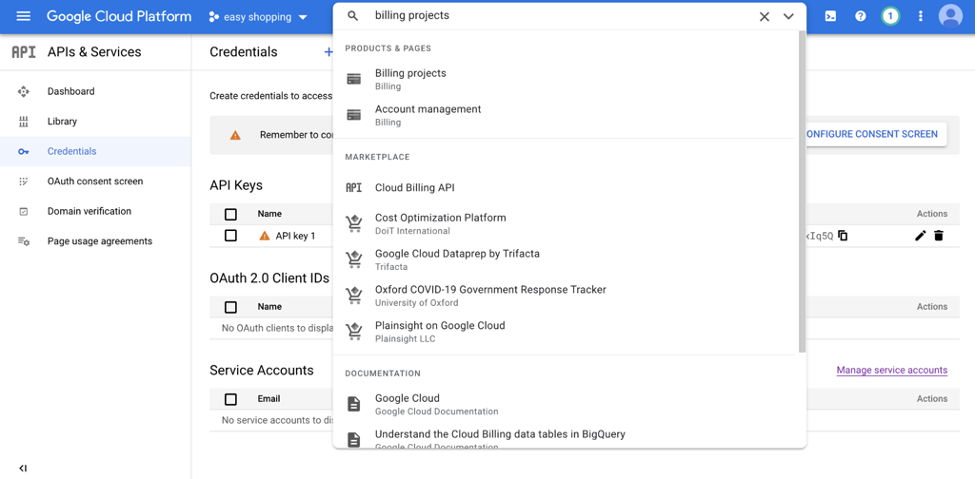 Google Cloud Platform
easy shopping
billing projects
1
API
APIs & Services
Credentials
Dashboard
Library
Credentials
OAuth consent screen
Domain verification
Page usage agreements
Create credentials to access
Remember to
CONFIGURE CONSENT SCREEN
API Keys
Name
Actions
API key 1
Iq5Q
OAuth 2.0 Client IDs
Name
Actions
No OAuth clients to displa
Service Accounts
Manage service accounts
Email
Actions
No service accounts to di
PRODUCTS & PAGES
Billing projects
Billing
Account management
Billing
MARKETPLACE
API
Cloud Billing API
Cost Optimization Platform
DoiT International
Google Cloud Dataprep by Trifacta
Trifacta
Oxford COVID-19 Government Response Tracker
University of Oxford
Plainsight on Google Cloud
Plainsight LLC
DOCUMENTATION
Google Cloud
Google Cloud Documentation
Understand the Cloud Billing data tables in BigQuery
Google Cloud Documentation